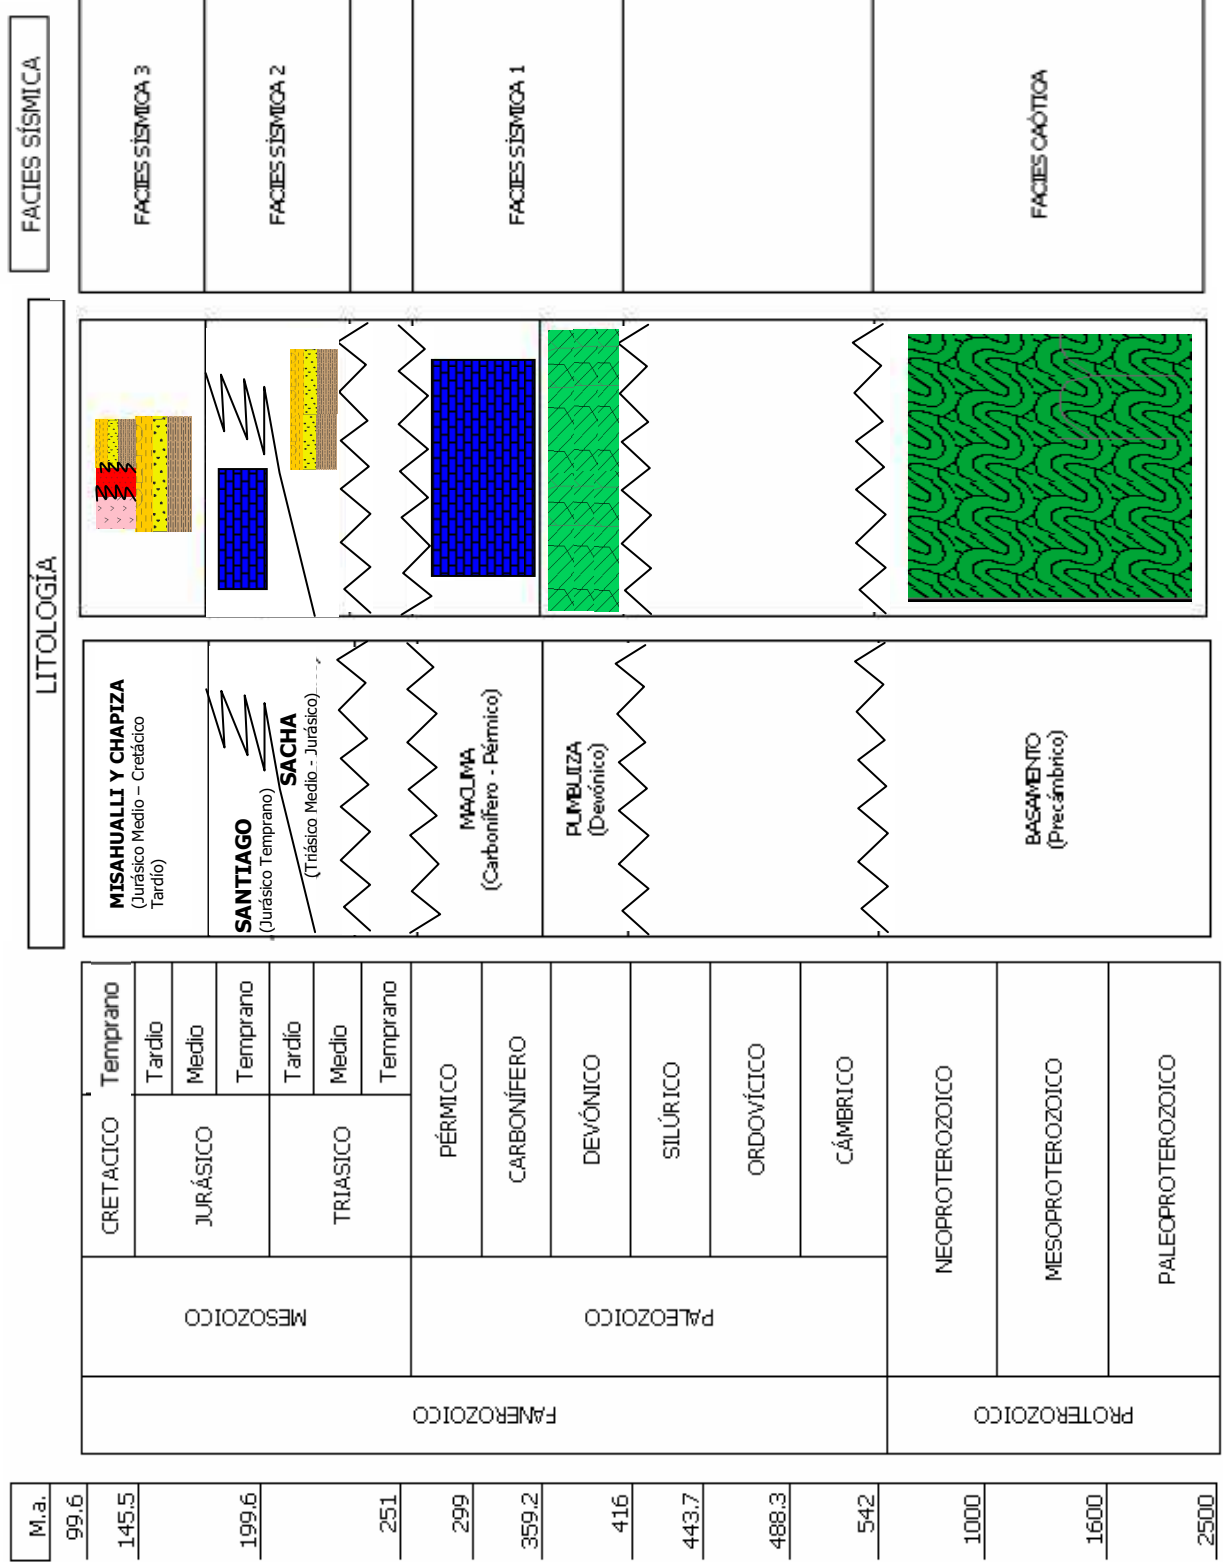 M.a.
99.6
145.5
199.6
251
299
359.2
416
443.7
488.3
542
1000
1600
2500
FANEROZOICO
PROTEROZOICO
MESOZOICO
PALEOZOICO
CRETACICO
JURÁSICO
TRIASICO
Temprano
Tardio
Medio
Temprano
Tardío
Medio
Temprano
PÉRMICO
CARBONÍFERO
DEVÓNICO
SILÚRICO
ORDOVÍCICO
CÁMBRICO
NEOPROTEROZOICO
MESOPROTEROZOICO
PALEOPROTEROZOICO
LITOLOGÍA
MISAHUALLI Y CHAPIZA
(Jurásico Medio – Cretácico
Tardío)
SANTIAGO
(Jurásico Temprano)
SACHA
(Triásico Medio - Jurásico)
MACUMA
(Carbonífero - Pérmico)
PUMBUIZA
(Devónico)
BASAMENTO
(Precámbrico)
FACIES SÍSMICA
FACIES SÍSMICA 3
FACIES SÍSMICA 2
FACIES SÍSMICA 1
FACIES CAÓTICA